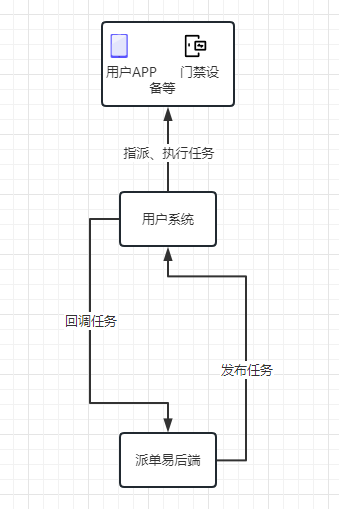 用户APP 门禁设
备等
指派、执行任务
用户系统
回调任务
发布任务
派单易后端